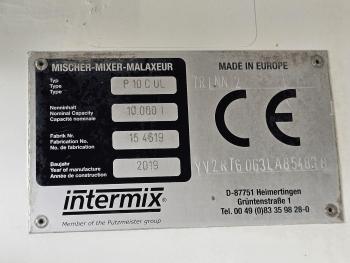 MISCHER-MIXER-MALAXEUR
Typ
Type
Type
P 10 C UL
Nenninhalt
Nominal Capacity
Capacité nominale
10.000 l
Fabrik Nr.
Fabrication No.
No. de fabrication
15 4619
Baujahr
Year of manufacture
Année de construction
2019
intermix®
Member of the Putzmeister group
MADE IN EUROPE
CE
D-87751 Heimertingen
Grüntenstraße 1
Tel. 00 49 (0)83 35 98 28-0